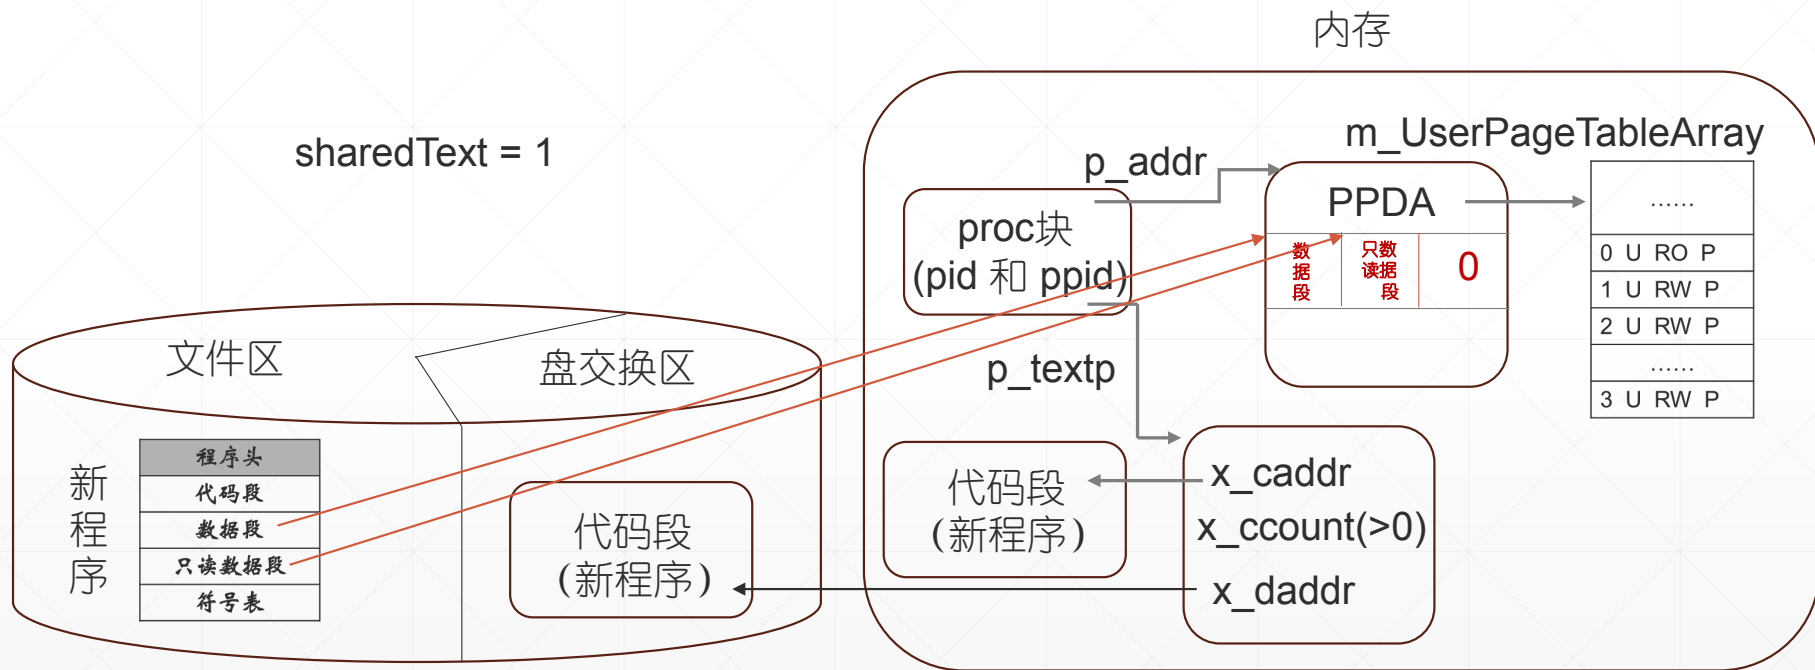 内存
sharedText = 1
m_UserPageTableArray
p_addr
PPDA
proc块
(pid 和 ppid)
数据段
只读数据段
0
......
0 U RO P
1 U RW P
2 U RW P
......
3 U RW P
p_textp
文件区
盘交换区
新程序
程序头
代码段
数据段
只读数据段
符号表
代码段
(新程序)
代码段
(新程序)
x_caddr
x_ccount(>0)
x_daddr